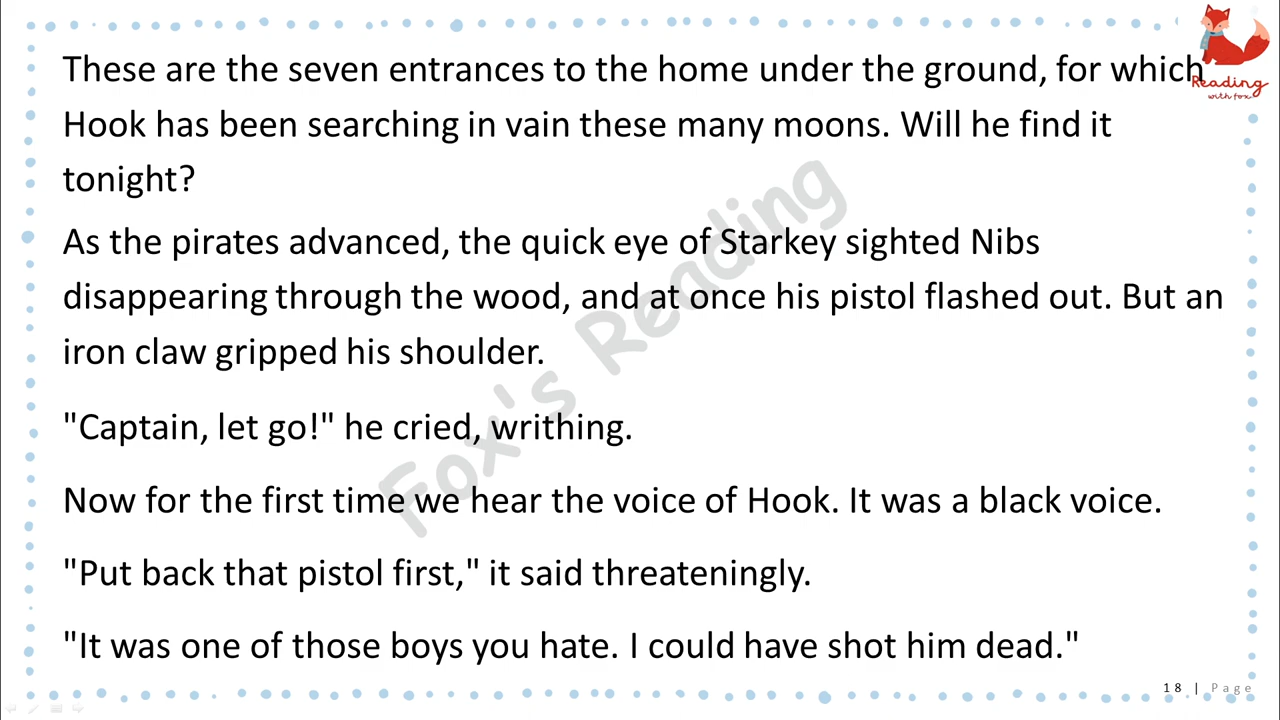 These are the seven entrances to the home under the ground, for which
Hook has been searching in vain these many moons. Will he find it
tonight?
As the pirates advanced, the quick eye of Starkey sighted Nibs
disappearing through the wood, and at once his pistol flashed out. But an
iron claw gripped his shoulder.
"Captain, let go!" he cried, writhing.
Now for the first time we hear the voice of Hook. It was a black voice.
"Put back that pistol first," it said threateningly.
"It was one of those boys you hate. I could have shot him dead."
18 | Page
Reading
with fox
Fox's Reading